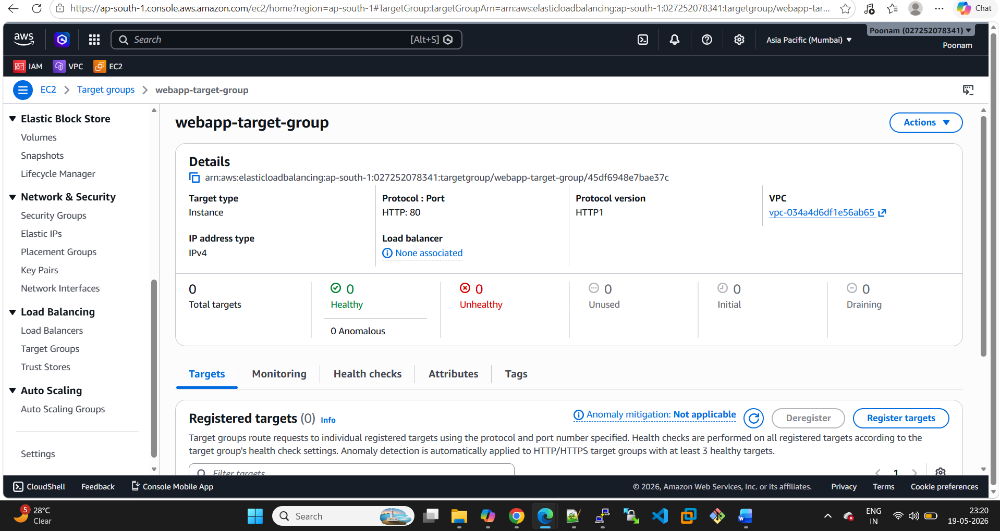 https://ap-south-1.console.aws.amazon.com/ec2/home?region=ap-south-1#TargetGroup:targetGroupArn=arn:aws:elasticloadbalancing:ap-south-1:027252078341:targetgroup/webapp-tar...
Chat
aws
Search
[Alt+S]
Asia Pacific (Mumbai)
Poonam (027252078341)
Poonam
IAM
VPC
EC2
EC2
Target groups
webapp-target-group
Elastic Block Store
Volumes
Snapshots
Lifecycle Manager
Network & Security
Security Groups
Elastic IPs
Placement Groups
Key Pairs
Network Interfaces
Load Balancing
Load Balancers
Target Groups
Trust Stores
Auto Scaling
Auto Scaling Groups
Settings
webapp-target-group
Actions
Details
arn:aws:elasticloadbalancing:ap-south-1:027252078341:targetgroup/webapp-target-group/45df6948e7bae37c
Target type
Instance
Protocol : Port
HTTP: 80
Protocol version
HTTP1
VPC
vpc-034a4d6df1e56ab65
IP address type
IPv4
Load balancer
None associated
0
Total targets
0
Healthy
0 Anomalous
0
Unhealthy
0
Unused
0
Initial
0
Draining
Targets
Monitoring
Health checks
Attributes
Tags
Registered targets (0)
Info
Anomaly mitigation: Not applicable
Deregister
Register targets
Target groups route requests to individual registered targets using the protocol and port number specified. Health checks are performed on all registered targets according to the
target group's health check settings. Anomaly detection is automatically applied to HTTP/HTTPS target groups with at least 3 healthy targets.
Filter targets
1
CloudShell
Feedback
Console Mobile App
© 2026, Amazon Web Services, Inc. or its affiliates.
Privacy
Terms
Cookie preferences
5
28°C
Clear
Search
ENG
IN
23:20
19-05-2026